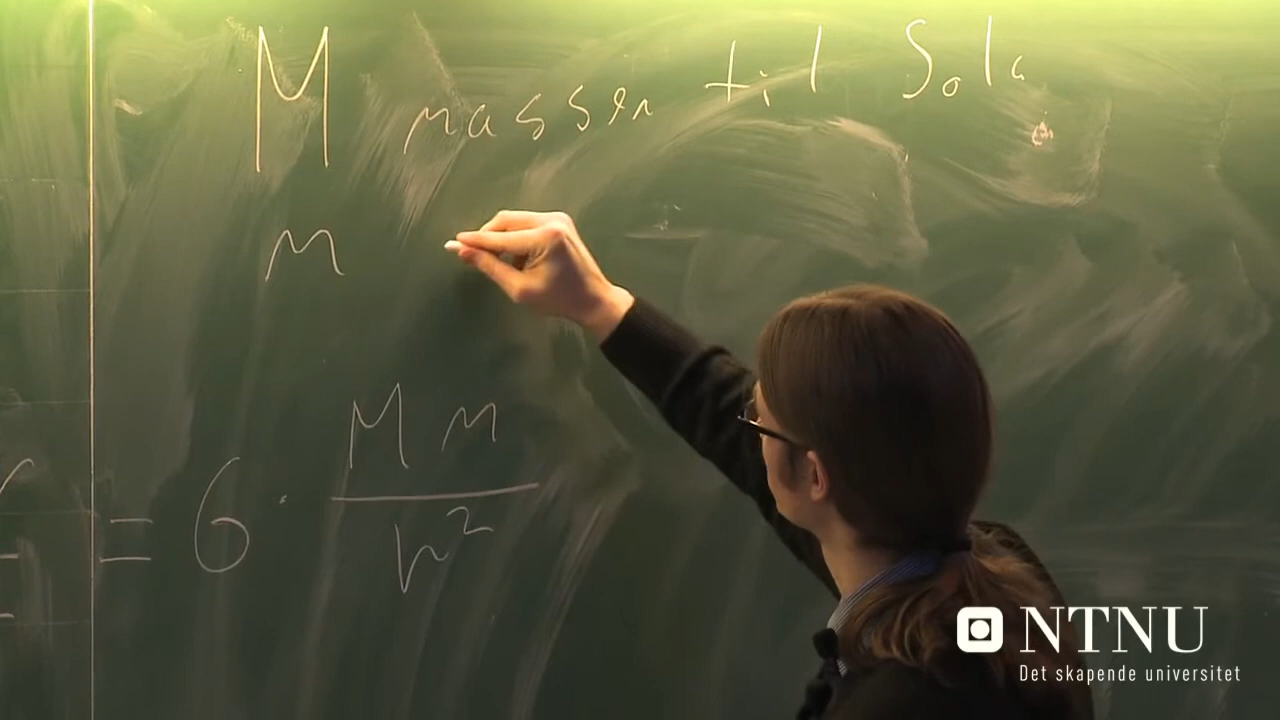 M massen til Sola
m
F = G · Mm/r²
NTNU
Det skapende universitet